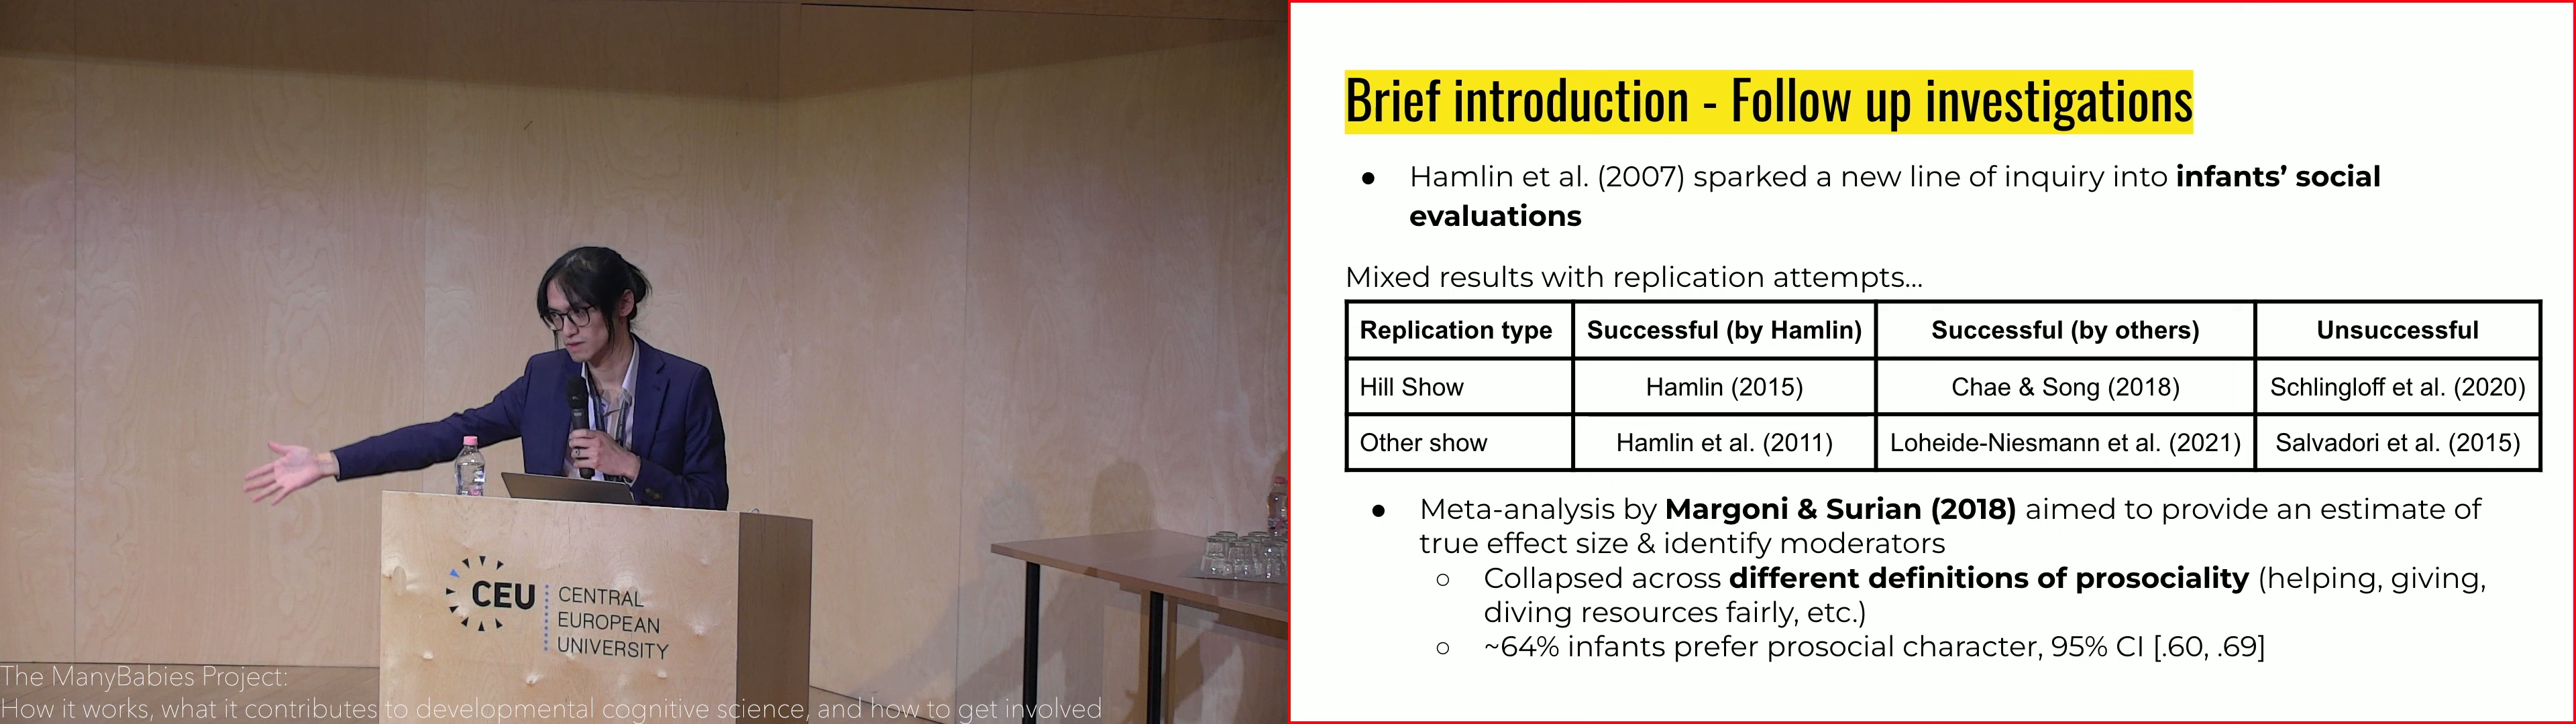 CEU
CENTRAL
EUROPEAN
UNIVERSITY
The ManyBabies Project:
How it works, what it contributes to developmental cognitive science, and how to get involved
Brief introduction - Follow up investigations
● Hamlin et al. (2007) sparked a new line of inquiry into infants’ social
evaluations
Mixed results with replication attempts...
Replication type Successful (by Hamlin) Successful (by others) Unsuccessful
Hill Show Hamlin (2015) Chae & Song (2018) Schlingloff et al. (2020)
Other show Hamlin et al. (2011) Loheide-Niesmann et al. (2021) Salvadori et al. (2015)
● Meta-analysis by Margoni & Surian (2018) aimed to provide an estimate of
true effect size & identify moderators
○ Collapsed across different definitions of prosociality (helping, giving,
diving resources fairly, etc.)
○ ~64% infants prefer prosocial character, 95% CI [.60, .69]